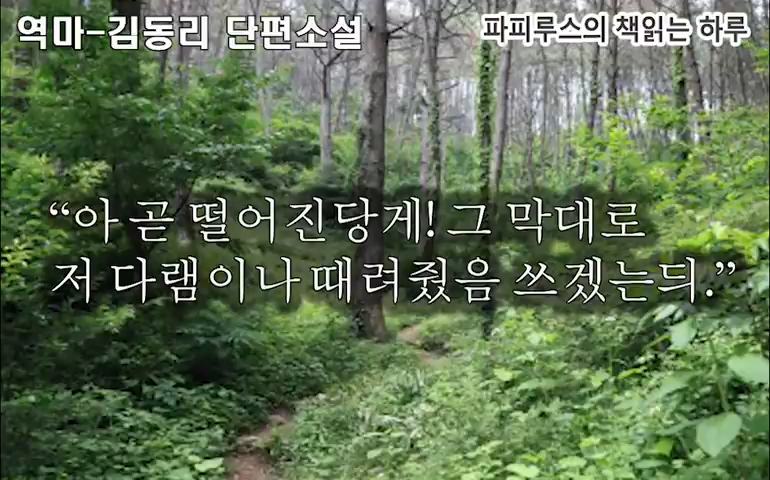 역마-김동리 단편소설
파피루스의 책읽는 하루
“아 곧 떨어진당게! 그 막대로
저 다램이나 때려줬음 쓰겠는듸.”